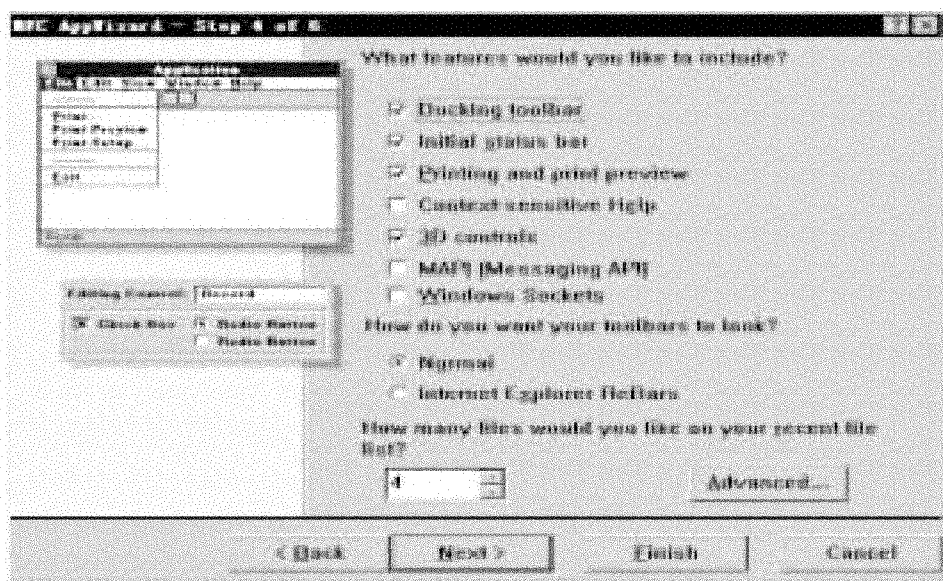 MFC AppWizard - Step 4 of 6
Application
File Edit View Window Help
Print
Print Preview
Print Setup
Exit
Editing Control: Record
Check Box Radio Button
Radio Button
What features would you like to include?
Docking toolbar
Initial status bar
Printing and print preview
Context-sensitive Help
3D controls
MAPI [Messaging API]
Windows Sockets
How do you want your toolbars to look?
Normal
Internet Explorer ReBars
How many files would you like on your recent file
list?
4
Advanced...
< Back Next > Finish Cancel